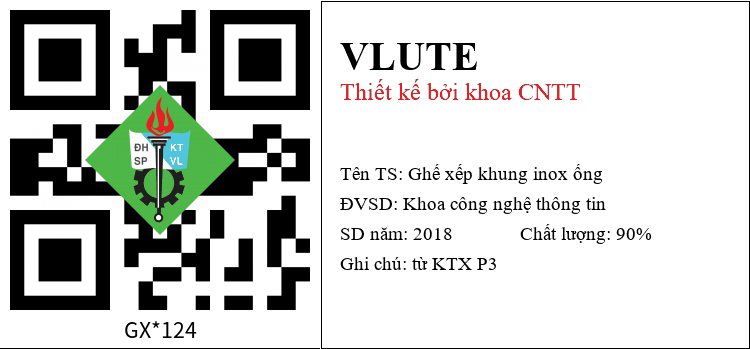 ĐH KT
SP VL
GX*124
VLUTE
Thiết kế bởi khoa CNTT
Tên TS: Ghế xếp khung inox ống
ĐVSD: Khoa công nghệ thông tin
SD năm: 2018 Chất lượng: 90%
Ghi chú: từ KTX P3